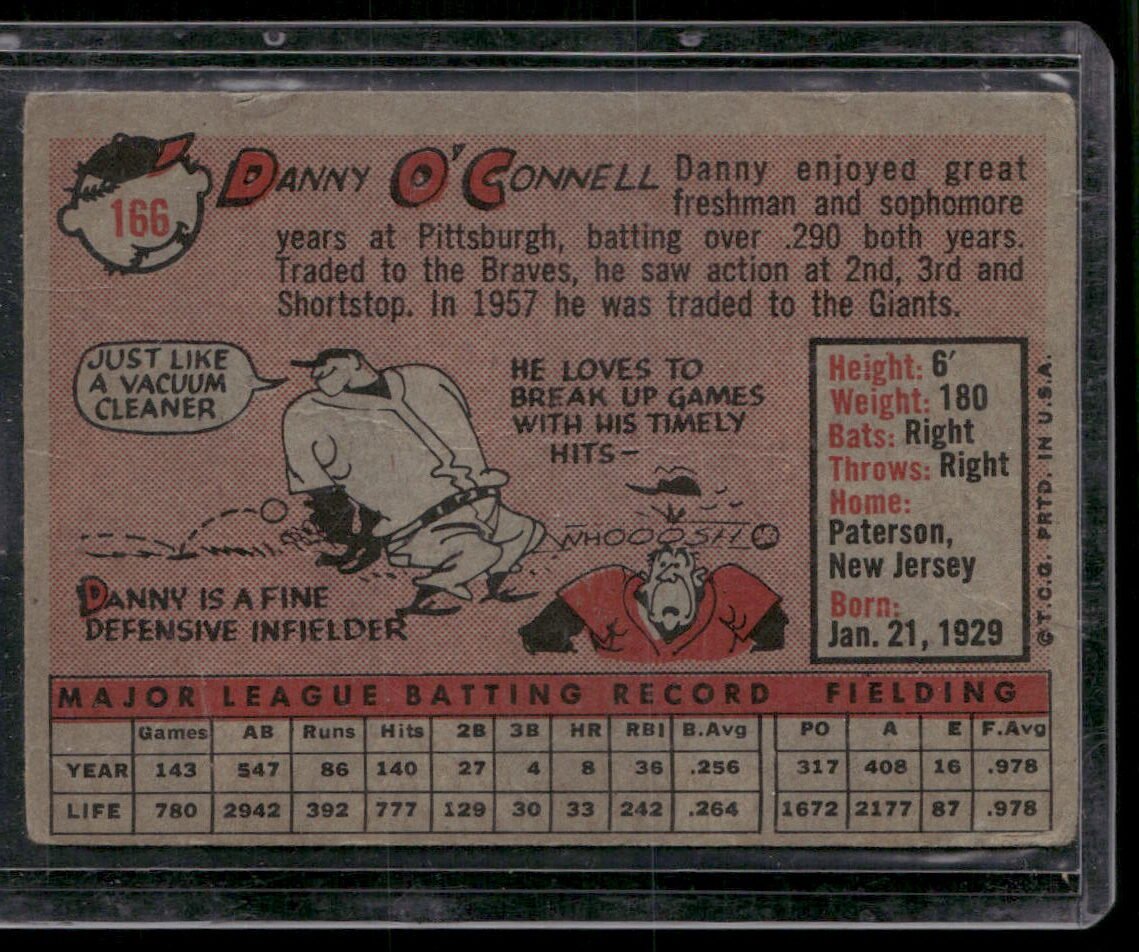 166
DANNY O'CONNELL
Danny enjoyed great
freshman and sophomore
years at Pittsburgh, batting over .290 both years.
Traded to the Braves, he saw action at 2nd, 3rd and
Shortstop. In 1957 he was traded to the Giants.
JUST LIKE
A VACUUM
CLEANER
DANNY IS A FINE
DEFENSIVE INFIELDER
HE LOVES TO
BREAK UP GAMES
WITH HIS TIMELY
HITS-
WHOOOSH
Height: 6'
Weight: 180
Bats: Right
Throws: Right
Home:
Paterson,
New Jersey
Born:
Jan. 21, 1929
©T.C.G. PRTD. IN U.S.A.
MAJOR LEAGUE BATTING RECORD FIELDING
Games AB Runs Hits 2B 3B HR RBI B.Avg PO A E F.Avg
YEAR 143 547 86 140 27 4 8 36 .256 317 408 16 .978
LIFE 780 2942 392 777 129 30 33 242 .264 1672 2177 87 .978